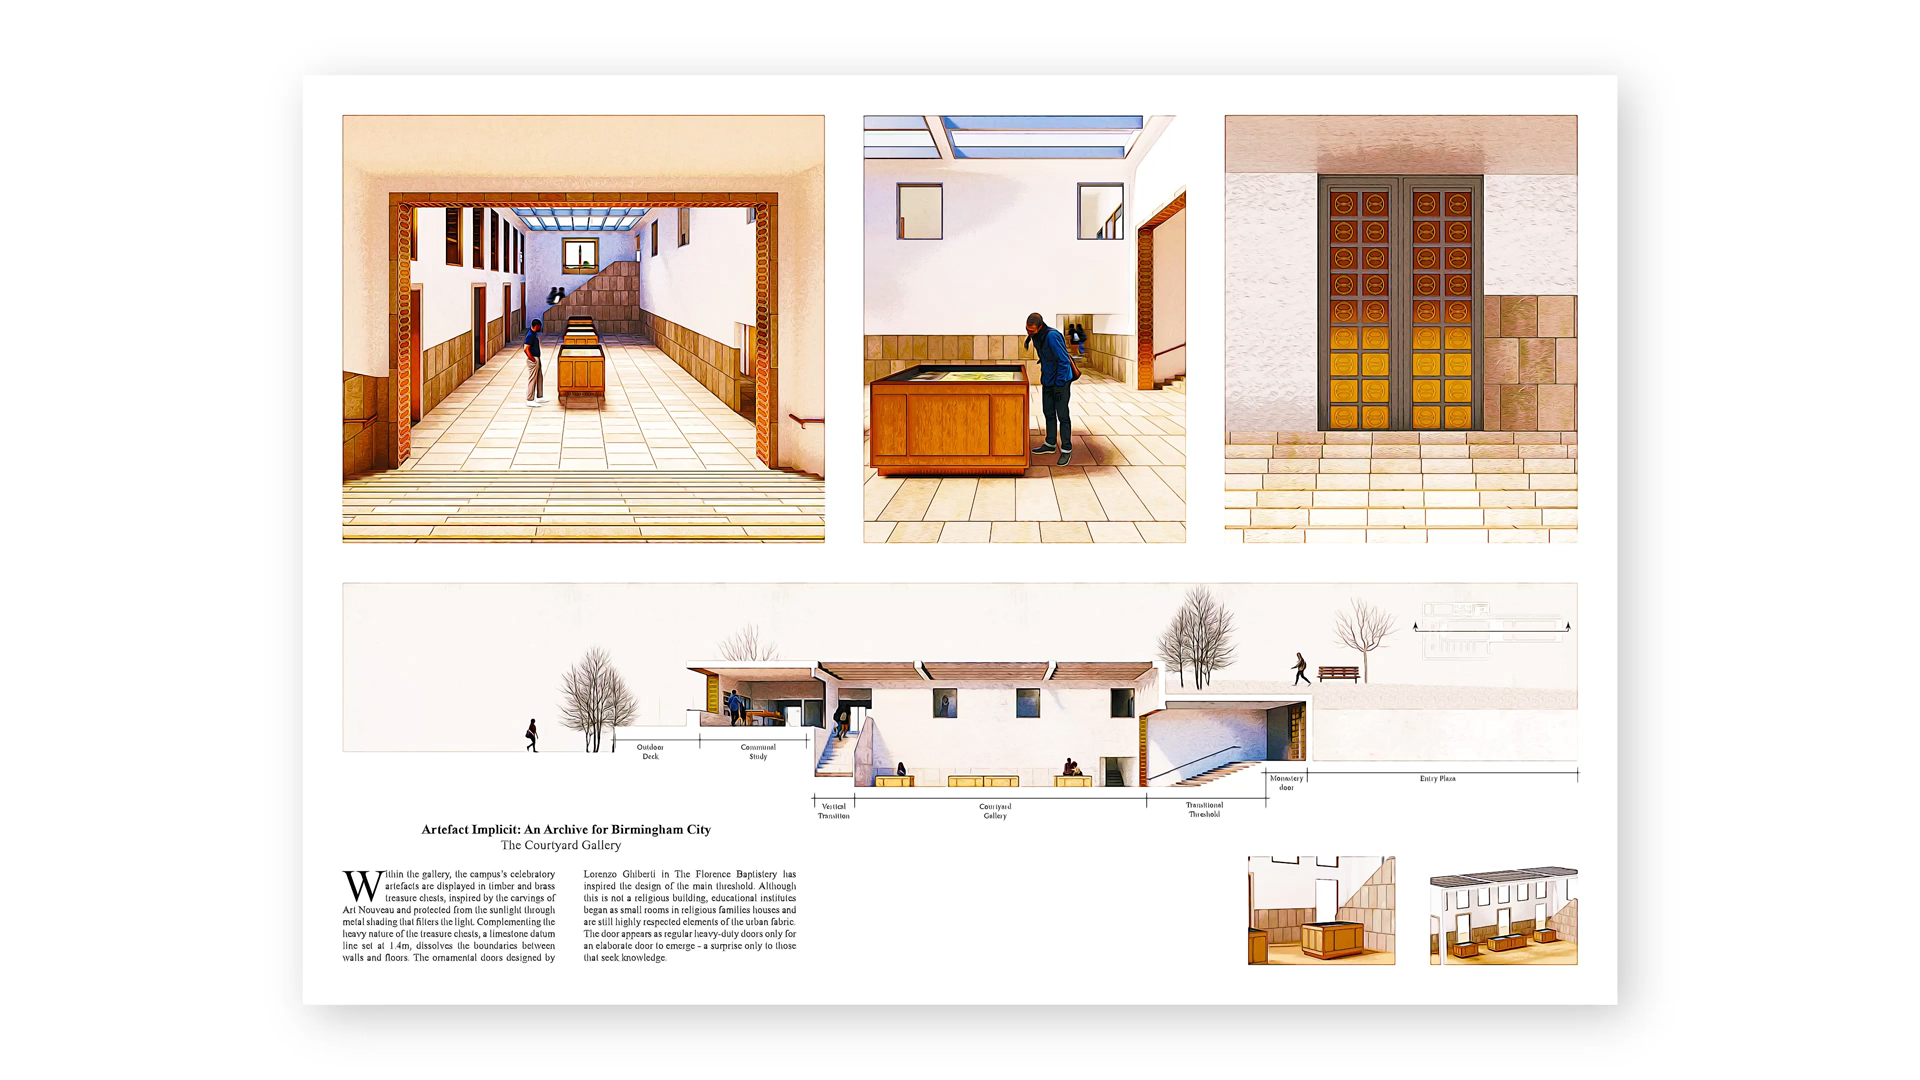 Outdoor
Deck
Communal
Study
Vertical
Transition
Courtyard
Gallery
Transitional
Threshold
Monastery
door
Entry Plaza
Artefact Implicit: An Archive for Birmingham City
The Courtyard Gallery
Within the gallery, the campus's celebratory
artefacts are displayed in timber and brass
treasure chests, inspired by the carvings of
Art Nouveau and protected from the sunlight through
metal shading that filters the light. Complementing the
heavy nature of the treasure chests, a limestone datum
line set at 1.4m, dissolves the boundaries between
walls and floors. The ornamental doors designed by
Lorenzo Ghiberti in The Florence Baptistery has
inspired the design of the main threshold. Although
this is not a religious building, educational institutes
began as small rooms in religious families houses and
are still highly respected elements of the urban fabric.
The door appears as regular heavy-duty doors only for
an elaborate door to emerge - a surprise only to those
that seek knowledge.